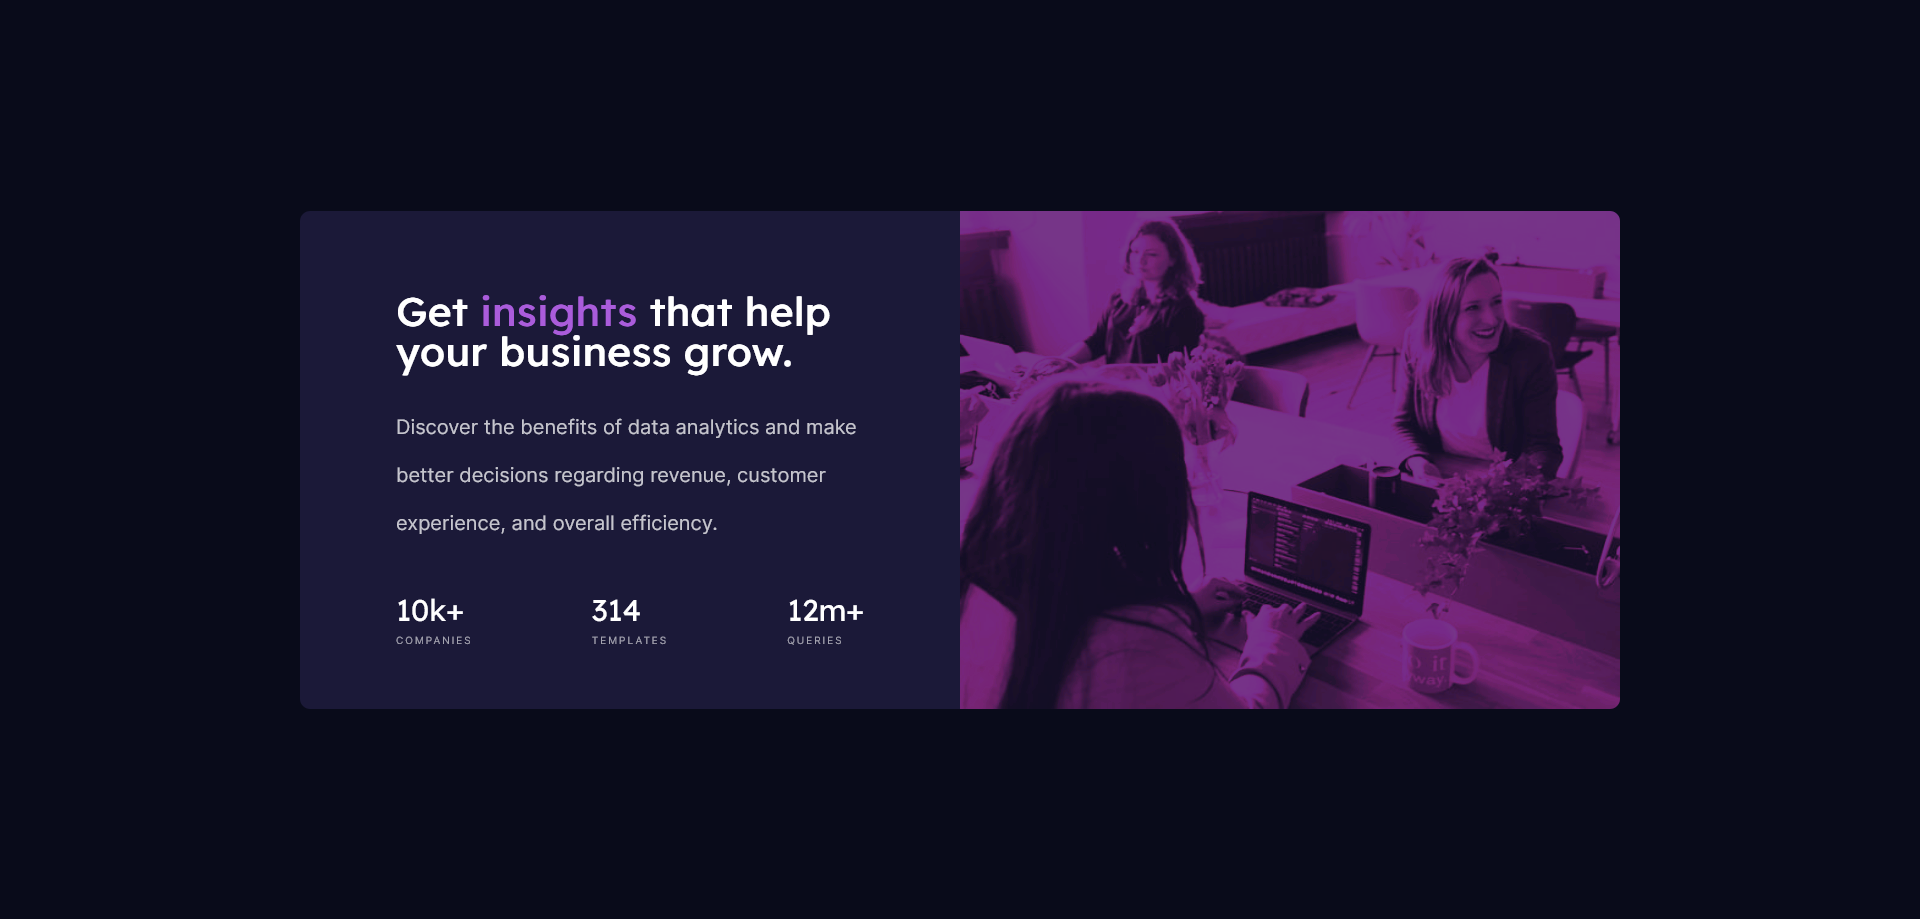 Get insights that help
your business grow.
Discover the benefits of data analytics and make
better decisions regarding revenue, customer
experience, and overall efficiency.
10k+ 314 12m+
COMPANIES TEMPLATES QUERIES
way.